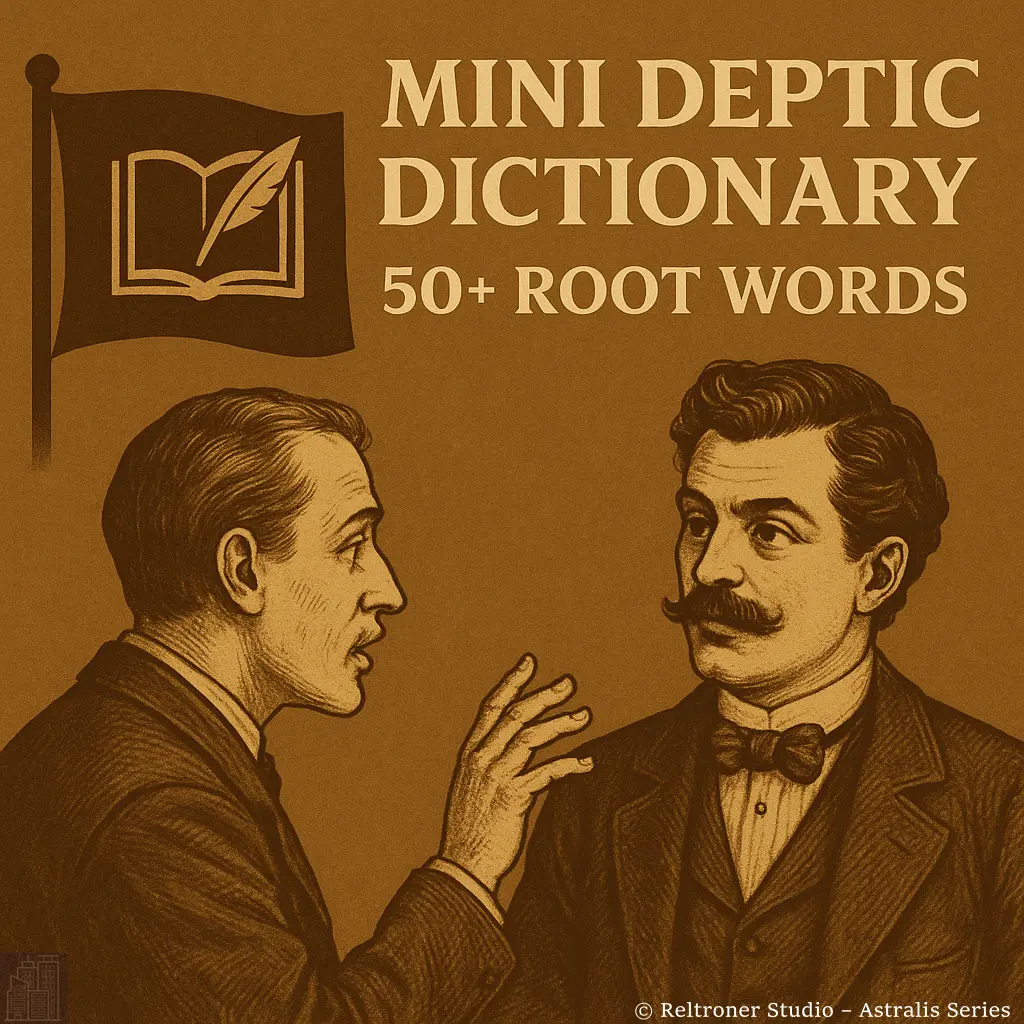 MINI DEPTIC
DICTIONARY
50+ ROOT WORDS
© Reltroner Studio – Astralis Series